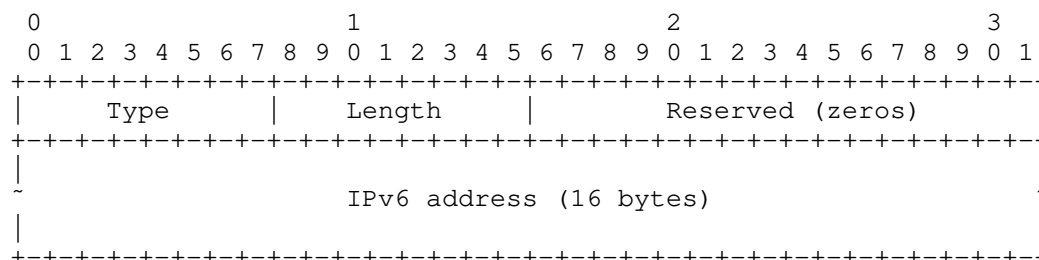 0                   1                   2                   3
0 1 2 3 4 5 6 7 8 9 0 1 2 3 4 5 6 7 8 9 0 1 2 3 4 5 6 7 8 9 0 1
+-+-+-+-+-+-+-+-+-+-+-+-+-+-+-+-+-+-+-+-+-+-+-+-+-+-+-+-+-+-+-+-
|     Type      |    Length     |        Reserved (zeros)
+-+-+-+-+-+-+-+-+-+-+-+-+-+-+-+-+-+-+-+-+-+-+-+-+-+-+-+-+-+-+-+-
|
~                    IPv6 address (16 bytes)                    ~
|
+-+-+-+-+-+-+-+-+-+-+-+-+-+-+-+-+-+-+-+-+-+-+-+-+-+-+-+-+-+-+-+-